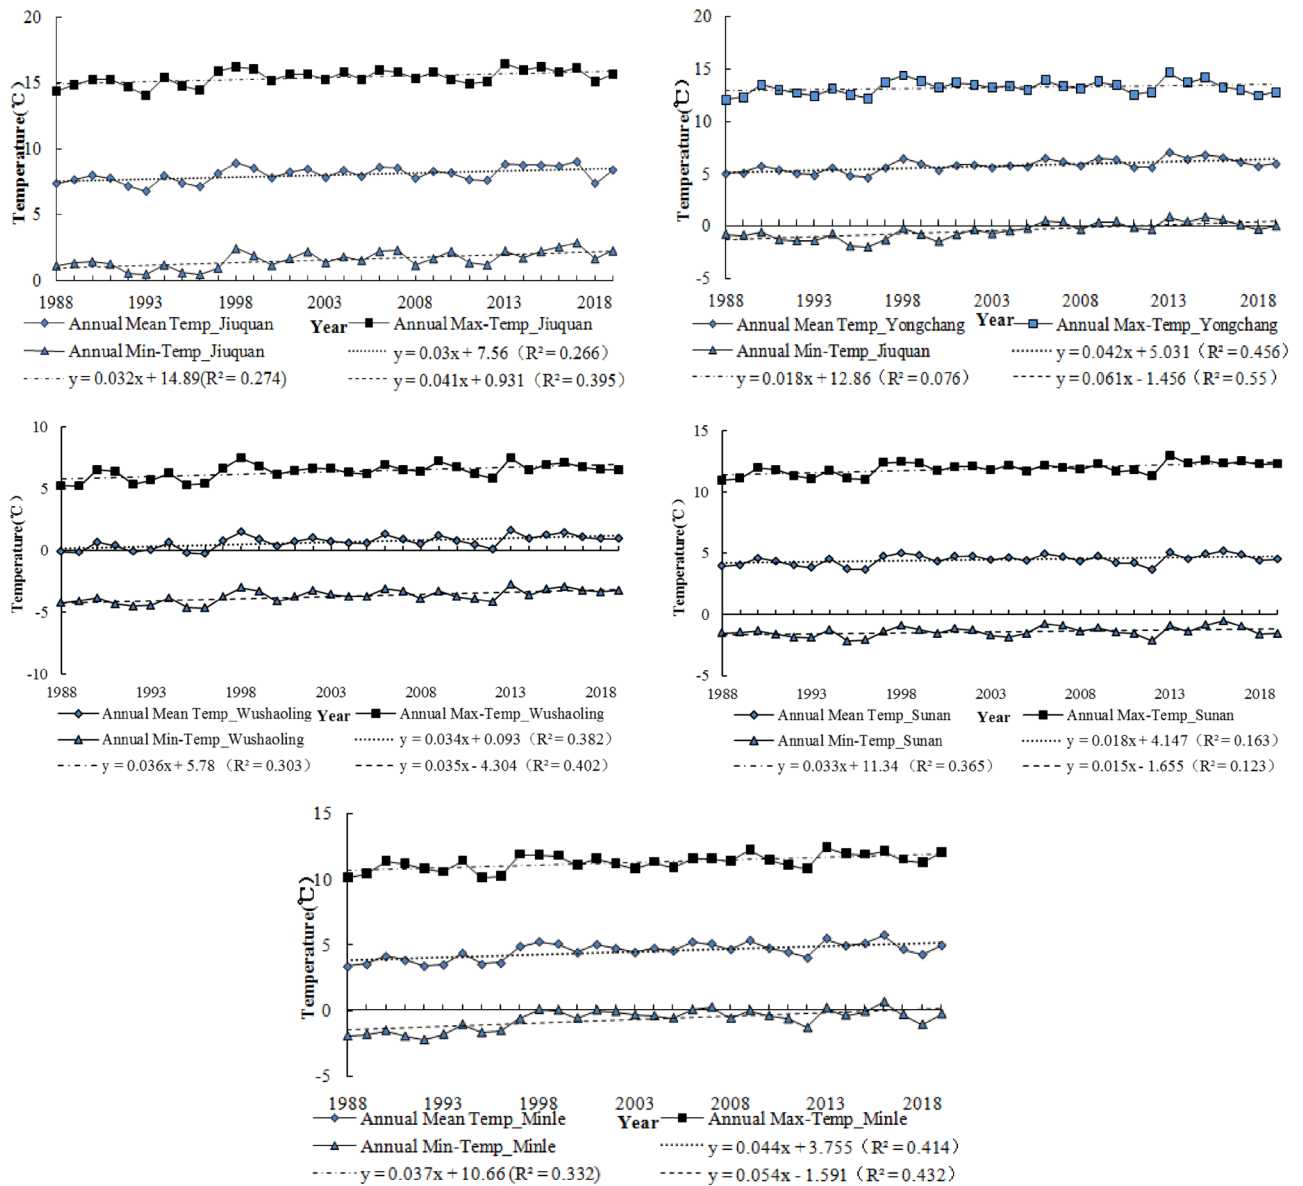 20
15
10
5
0
Temperature(℃)
1988 1993 1998 2003 2008 2013 2018
Year
Annual Mean Temp_Jiuquan
Annual Max-Temp_Jiuquan
Annual Min-Temp_Jiuquan
y = 0.03x + 7.56（R² = 0.266）
y = 0.032x + 14.89(R² = 0.274)
y = 0.041x + 0.931（R² = 0.395）
20
15
10
5
0
-5
Temperature(℃)
1988 1993 1998 2003 2008 2013 2018
Year
Annual Mean Temp_Yongchang
Annual Max-Temp_Yongchang
Annual Min-Temp_Jiuquan
y = 0.042x + 5.031（R² = 0.456）
y = 0.018x + 12.86（R² = 0.076）
y = 0.061x - 1.456（R² = 0.55）
10
5
0
-5
-10
Temperature(℃)
1988 1993 1998 2003 2008 2013 2018
Year
Annual Mean Temp_Wushaoling
Annual Max-Temp_Wushaoling
Annual Min-Temp_Wushaoling
y = 0.034x + 0.093（R² = 0.382）
y = 0.036x + 5.78（R² = 0.303）
y = 0.035x - 4.304（R² = 0.402）
15
10
5
0
-5
Temperature(℃)
1988 1993 1998 2003 2008 2013 2018
Year
Annual Mean Temp_Sunan
Annual Max-Temp_Sunan
Annual Min-Temp_Sunan
y = 0.018x + 4.147（R² = 0.163）
y = 0.033x + 11.34（R² = 0.365）
y = 0.015x - 1.655（R² = 0.123）
15
10
5
0
-5
Temperature(℃)
1988 1993 1998 2003 2008 2013 2018
Year
Annual Mean Temp_Minle
Annual Max-Temp_Minle
Annual Min-Temp_Minle
y = 0.044x + 3.755（R² = 0.414）
y = 0.037x + 10.66(R² = 0.332)
y = 0.054x - 1.591（R² = 0.432）